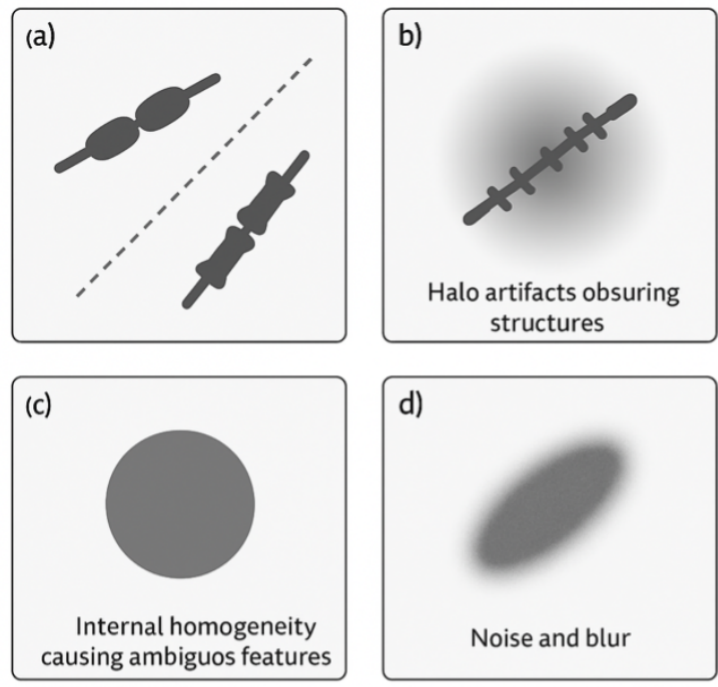 (a)
b)
Halo artifacts obsuring
structures
(c)
Internal homogeneity
causing ambiguos features
d)
Noise and blur